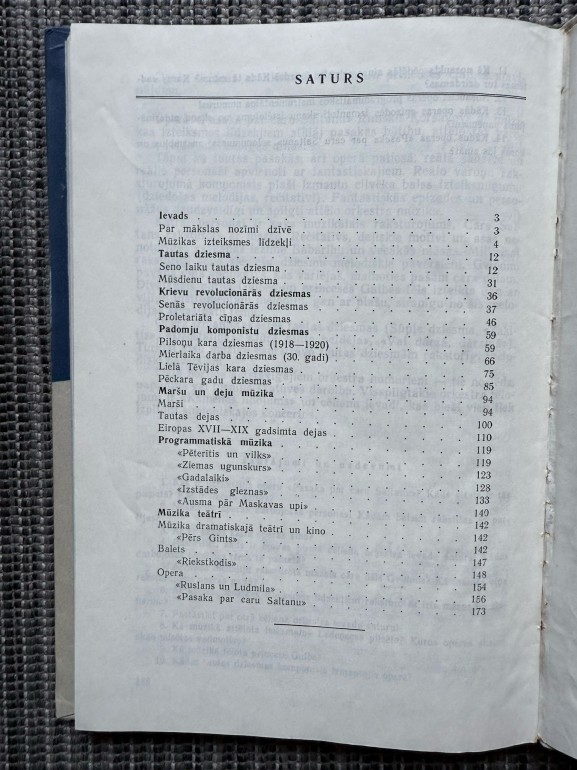 SATURS
Ievads . . . 3
Par mākslas nozīmi dzīvē . . . 3
Mūzikas izteiksmes līdzekļi . . . 4
Tautas dziesma . . . 12
Seno laiku tautas dziesma . . . 12
Mūsdienu tautas dziesma . . . 31
Krievu revolucionārās dziesmas . . . 36
Senās revolucionārās dziesmas . . . 37
Proletariāta cīņas dziesmas . . . 46
Padomju komponistu dziesmas . . . 59
Pilsoņu kara dziesmas (1918—1920) . . . 59
Mierlaika darba dziesmas (30. gadi) . . . 66
Lielā Tēvijas kara dziesmas . . . 75
Pēckara gadu dziesmas . . . 85
Maršu un deju mūzika . . . 94
Marši . . . 94
Tautas dejas . . . 100
Eiropas XVII—XIX gadsimta dejas . . . 110
Programmatiskā mūzika . . . 119
«Pēterītis un vilks» . . . 119
«Ziemas ugunskurs» . . . 123
«Gadalaiki» . . . 128
«Izstādes gleznas» . . . 133
«Ausma pār Maskavas upi» . . . 140
Mūzika teātrī . . . 142
Mūzika dramatiskajā teātrī un kino . . . 142
«Pērs Gints» . . . 142
Balets . . . 147
«Riekstkodis» . . . 148
Opera . . . 154
«Ruslans un Ludmila» . . . 156
«Pasaka par caru Saltanu» . . . 173